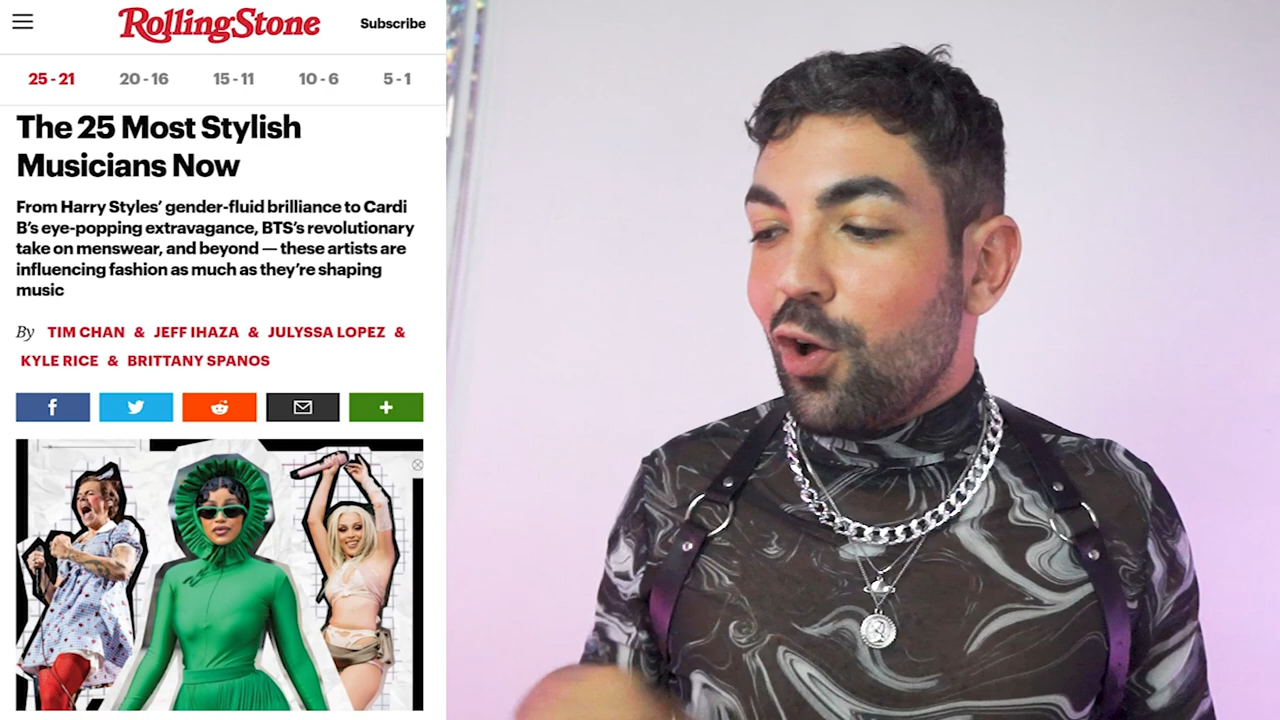 RollingStone
Subscribe
25 - 21
20 - 16
15 - 11
10 - 6
5 - 1
The 25 Most Stylish
Musicians Now
From Harry Styles’ gender-fluid brilliance to Cardi
B’s eye-popping extravagance, BTS’s revolutionary
take on menswear, and beyond — these artists are
influencing fashion as much as they’re shaping
music
By TIM CHAN & JEFF IHAZA & JULYSSA LOPEZ &
KYLE RICE & BRITTANY SPANOS